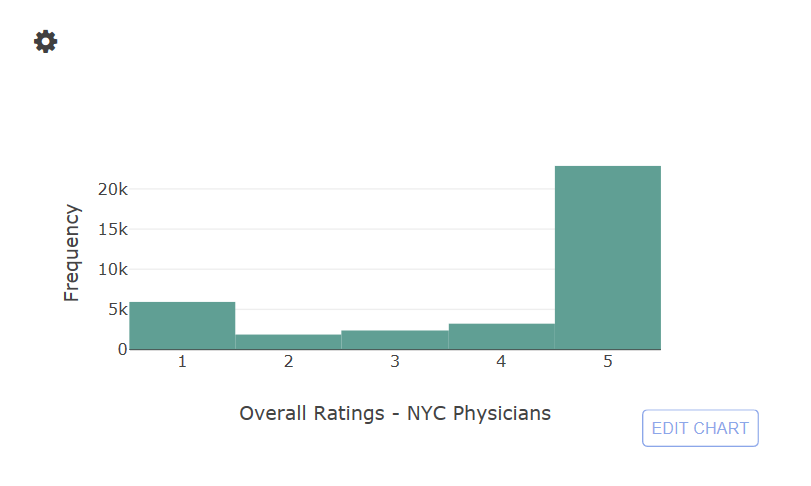 Frequency
20k
15k
10k
5k
0
1 2 3 4 5
Overall Ratings - NYC Physicians
EDIT CHART